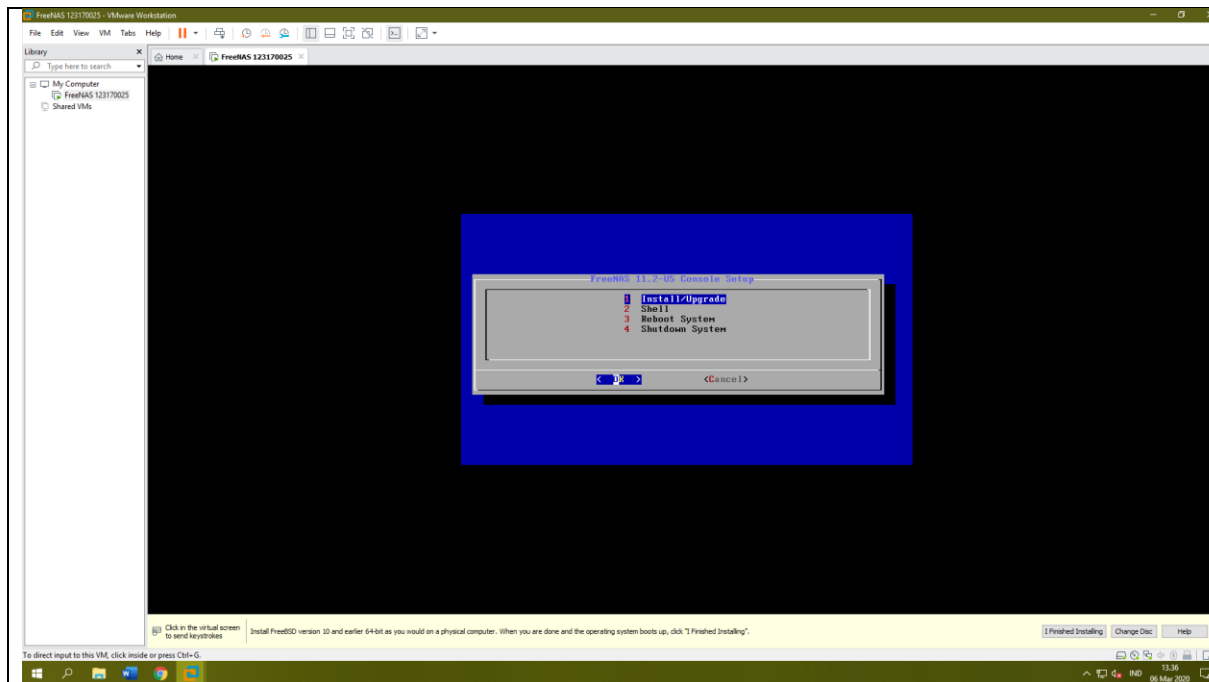 FreeNAS 123170025 - VMware Workstation
File Edit View VM Tabs Help
Library
Type here to search
My Computer
FreeNAS 123170025
Shared VMs
Home
FreeNAS 123170025
FreeNAS 11.2-U5 Console Setup
1 Install/Upgrade
2 Shell
3 Reboot System
4 Shutdown System
< OK > <Cancel>
Click in the virtual screen
to send keystrokes
Install FreeBSD version 10 and earlier 64-bit as you would on a physical computer. When you are done and the operating system boots up, click "I Finished Installing".
I Finished Installing
Change Disc
Help
To direct input to this VM, click inside or press Ctrl+G.
IND
13.36
06 Mar 2020